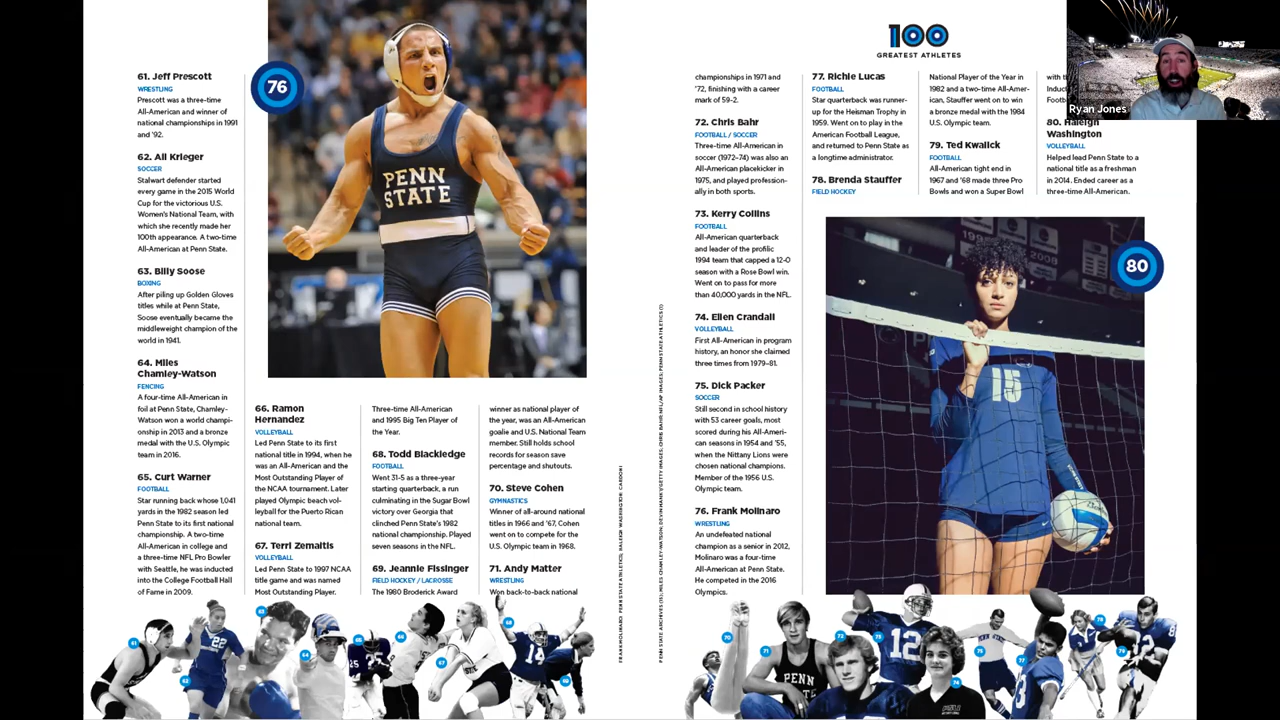 61. Jeff Prescott
WRESTLING
Prescott was a three-time
All-American and winner of
national championships in 1991
and '92.
62. Ali Krieger
SOCCER
Stalwart defender started
every game in the 2015 World
Cup for the victorious U.S.
Women's National Team, with
which she recently made her
100th appearance. A two-time
All-American at Penn State.
63. Billy Soose
BOXING
After piling up Golden Gloves
titles while at Penn State,
Soose eventually became the
middleweight champion of the
world in 1941.
64. Miles
Chamley-Watson
FENCING
A four-time All-American in
foil at Penn State, Chamley-
Watson won a world champi-
onship in 2013 and a bronze
medal with the U.S. Olympic
team in 2016.
65. Curt Warner
FOOTBALL
Star running back whose 1,041
yards in the 1982 season led
Penn State to its first national
championship. A two-time
All-American in college and
a three-time NFL Pro Bowler
with Seattle, he was inducted
into the College Football Hall
of Fame in 2009.
76
PENN
STATE
66. Ramon
Hernandez
VOLLEYBALL
Led Penn State to its first
national title in 1994, when he
was an All-American and the
Most Outstanding Player of
the NCAA tournament. Later
played Olympic beach vol-
leyball for the Puerto Rican
national team.
67. Terri Zemaitis
VOLLEYBALL
Led Penn State to 1997 NCAA
title game and was named
Most Outstanding Player.
Three-time All-American
and 1995 Big Ten Player of
the Year.
68. Todd Blackledge
FOOTBALL
Went 31-5 as a three-year
starting quarterback, a run
culminating in the Sugar Bowl
victory over Georgia that
clinched Penn State's 1982
national championship. Played
seven seasons in the NFL.
69. Jeannie Fissinger
FIELD HOCKEY / LACROSSE
The 1980 Broderick Award
winner as national player of
the year, was an All-American
goalie and U.S. National Team
member. Still holds school
records for season save
percentage and shutouts.
70. Steve Cohen
GYMNASTICS
Winner of all-around national
titles in 1966 and '67, Cohen
went on to compete for the
U.S. Olympic team in 1968.
71. Andy Matter
WRESTLING
Won back-to-back national
61
62
22
63
64
65
25
66
67
68
14
69
100
GREATEST ATHLETES
championships in 1971 and
'72, finishing with a career
mark of 59-2.
72. Chris Bahr
FOOTBALL / SOCCER
Three-time All-American in
soccer (1972–74) was also an
All-American placekicker in
1975, and played profession-
ally in both sports.
73. Kerry Collins
FOOTBALL
All-American quarterback
and leader of the prolific
1994 team that capped a 12-0
season with a Rose Bowl win.
Went on to pass for more
than 40,000 yards in the NFL.
74. Ellen Crandall
VOLLEYBALL
First All-American in program
history, an honor she claimed
three times from 1979–81.
75. Dick Packer
SOCCER
Still second in school history
with 53 career goals, most
scored during his All-Ameri-
can seasons in 1954 and '55,
when the Nittany Lions were
chosen national champions.
Member of the 1956 U.S.
Olympic team.
76. Frank Molinaro
WRESTLING
An undefeated national
champion as a senior in 2012,
Molinaro was a four-time
All-American at Penn State.
He competed in the 2016
Olympics.
77. Richie Lucas
FOOTBALL
Star quarterback was runner-
up for the Heisman Trophy in
1959. Went on to play in the
American Football League,
and returned to Penn State as
a longtime administrator.
78. Brenda Stauffer
FIELD HOCKEY
National Player of the Year in
1982 and a two-time All-Amer-
ican, Stauffer went on to win
a bronze medal with the 1984
U.S. Olympic team.
79. Ted Kwalick
FOOTBALL
All-American tight end in
1967 and '68 made three Pro
Bowls and won a Super Bowl
with th
Induc
Footb
80. Haleigh
Washington
VOLLEYBALL
Helped lead Penn State to a
national title as a freshman
in 2014. Ended career as a
three-time All-American.
Ryan Jones
80
15
70
71
PENN
72
73
12
74
75
77
78
79
32